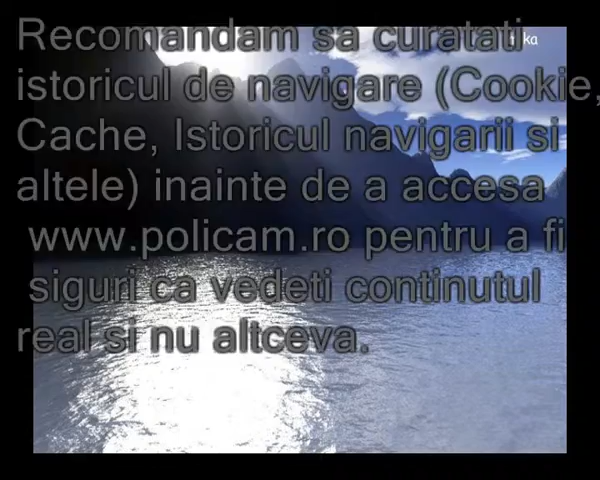 Recomandam sa curatati
istoricul de navigare (Cookie,
Cache, Istoricul navigarii si
altele) inainte de a accesa
www.policam.ro pentru a fi
siguri ca vedeti continutul
real si nu altceva.